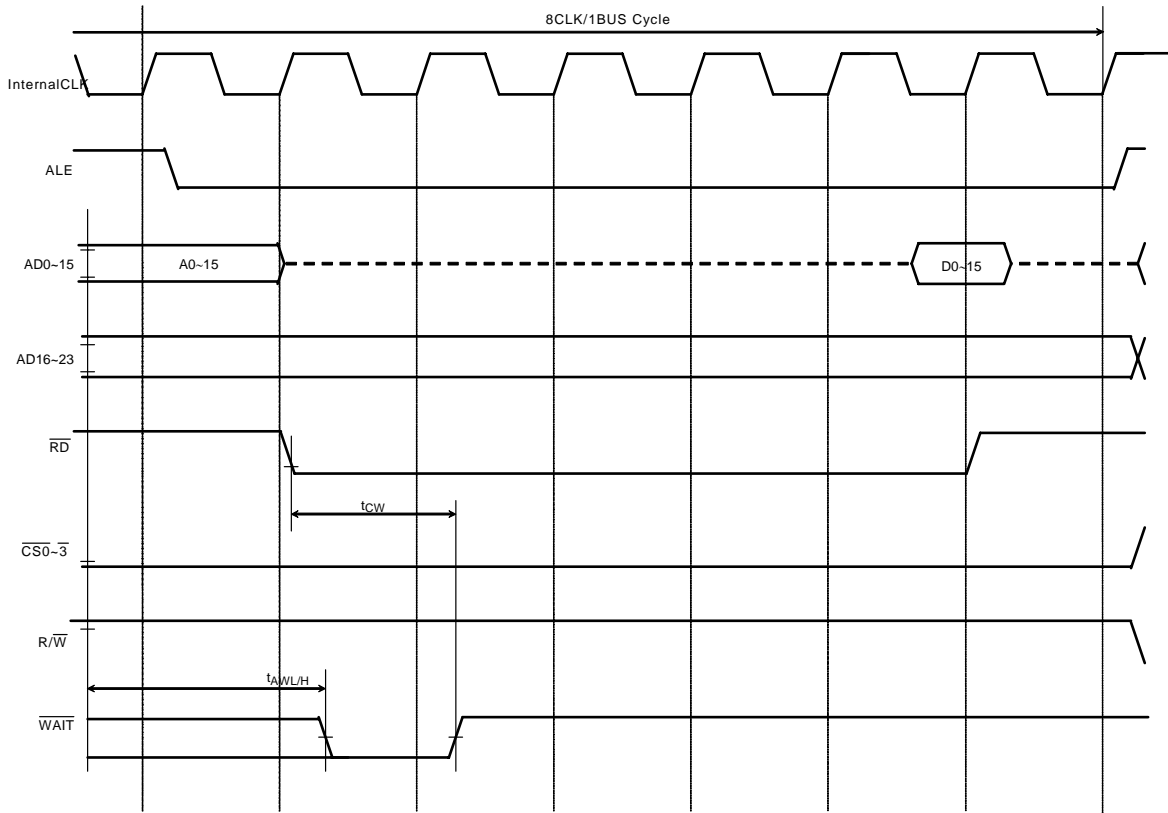 8CLK/1BUS Cycle
InternalCLK
ALE
AD0~15
A0~15
D0~15
AD16~23
RD
tCW
CS0~3
R/W
tAWL/H
WAIT